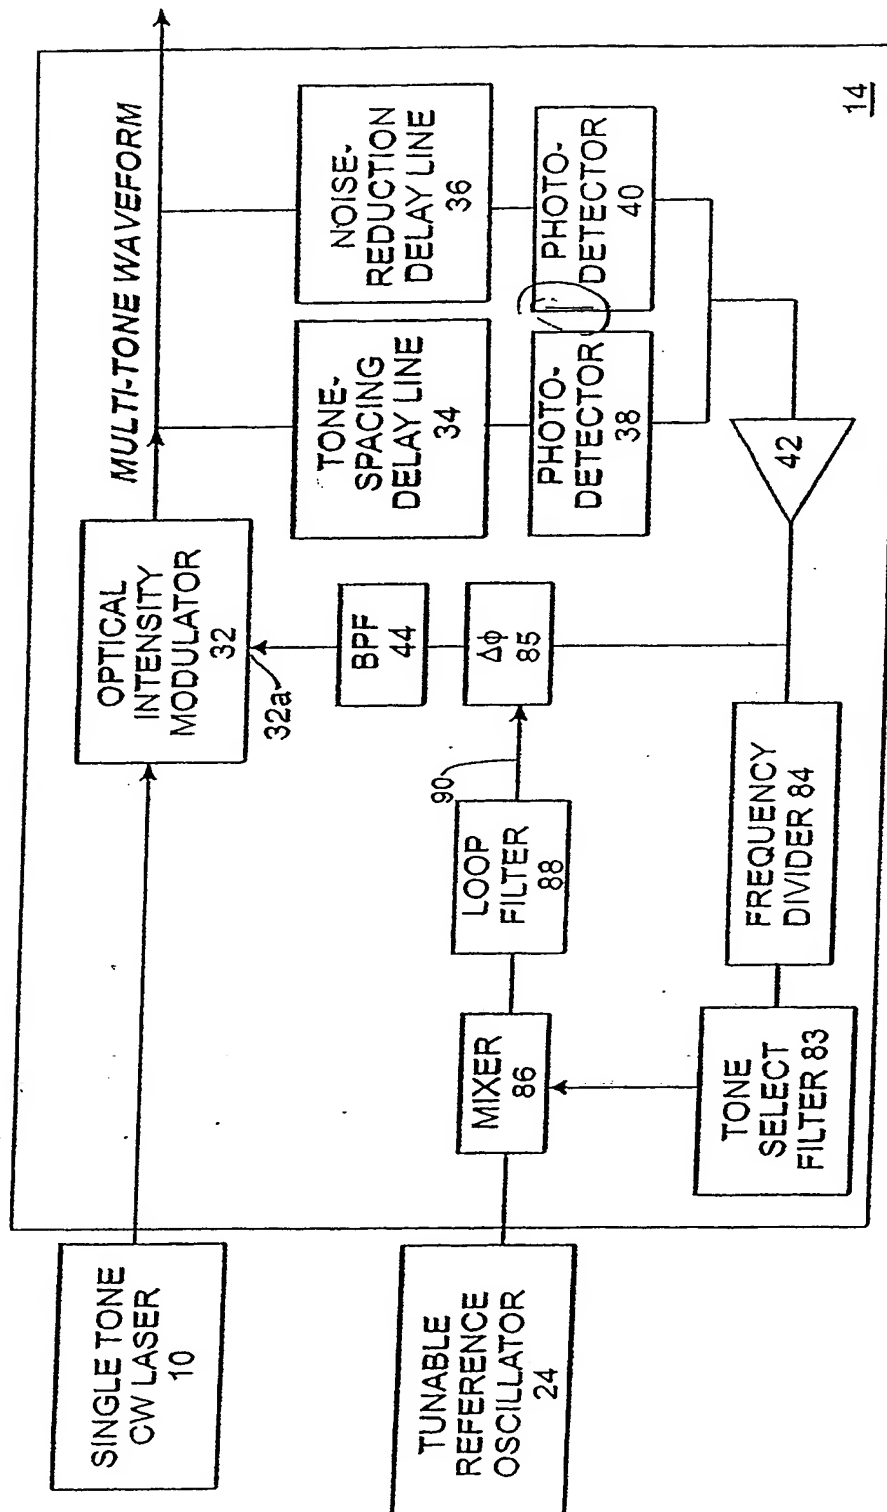 SINGLE TONE
CW LASER
10
TUNABLE
REFERENCE
OSCILLATOR
24
OPTICAL
INTENSITY
MODULATOR
32
32a
MULTI-TONE WAVEFORM
BPF
44
Δϕ
85
90
LOOP
FILTER
88
MIXER
86
TONE
SELECT
FILTER 83
FREQUENCY
DIVIDER 84
42
TONE-
SPACING
DELAY LINE
34
NOISE-
REDUCTION
DELAY LINE
36
PHOTO-
DETECTOR
38
PHOTO-
DETECTOR
40
14